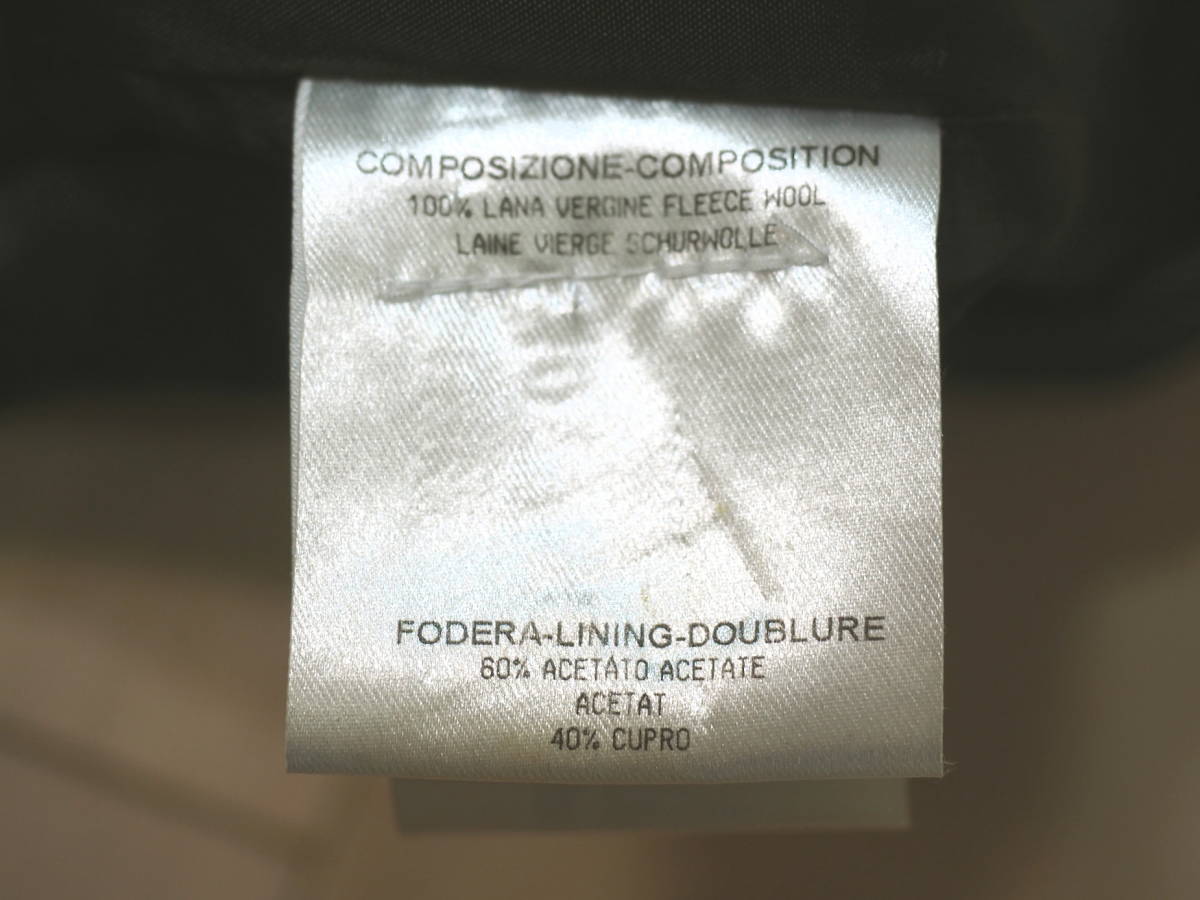 COMPOSIZIONE-COMPOSITION
100% LANA VERGINE FLEECE WOOL
LAINE VIERGE SCHURWOLLE
FODERA-LINING-DOUBLURE
60% ACETATO ACETATE
ACETAT
40% CUPRO